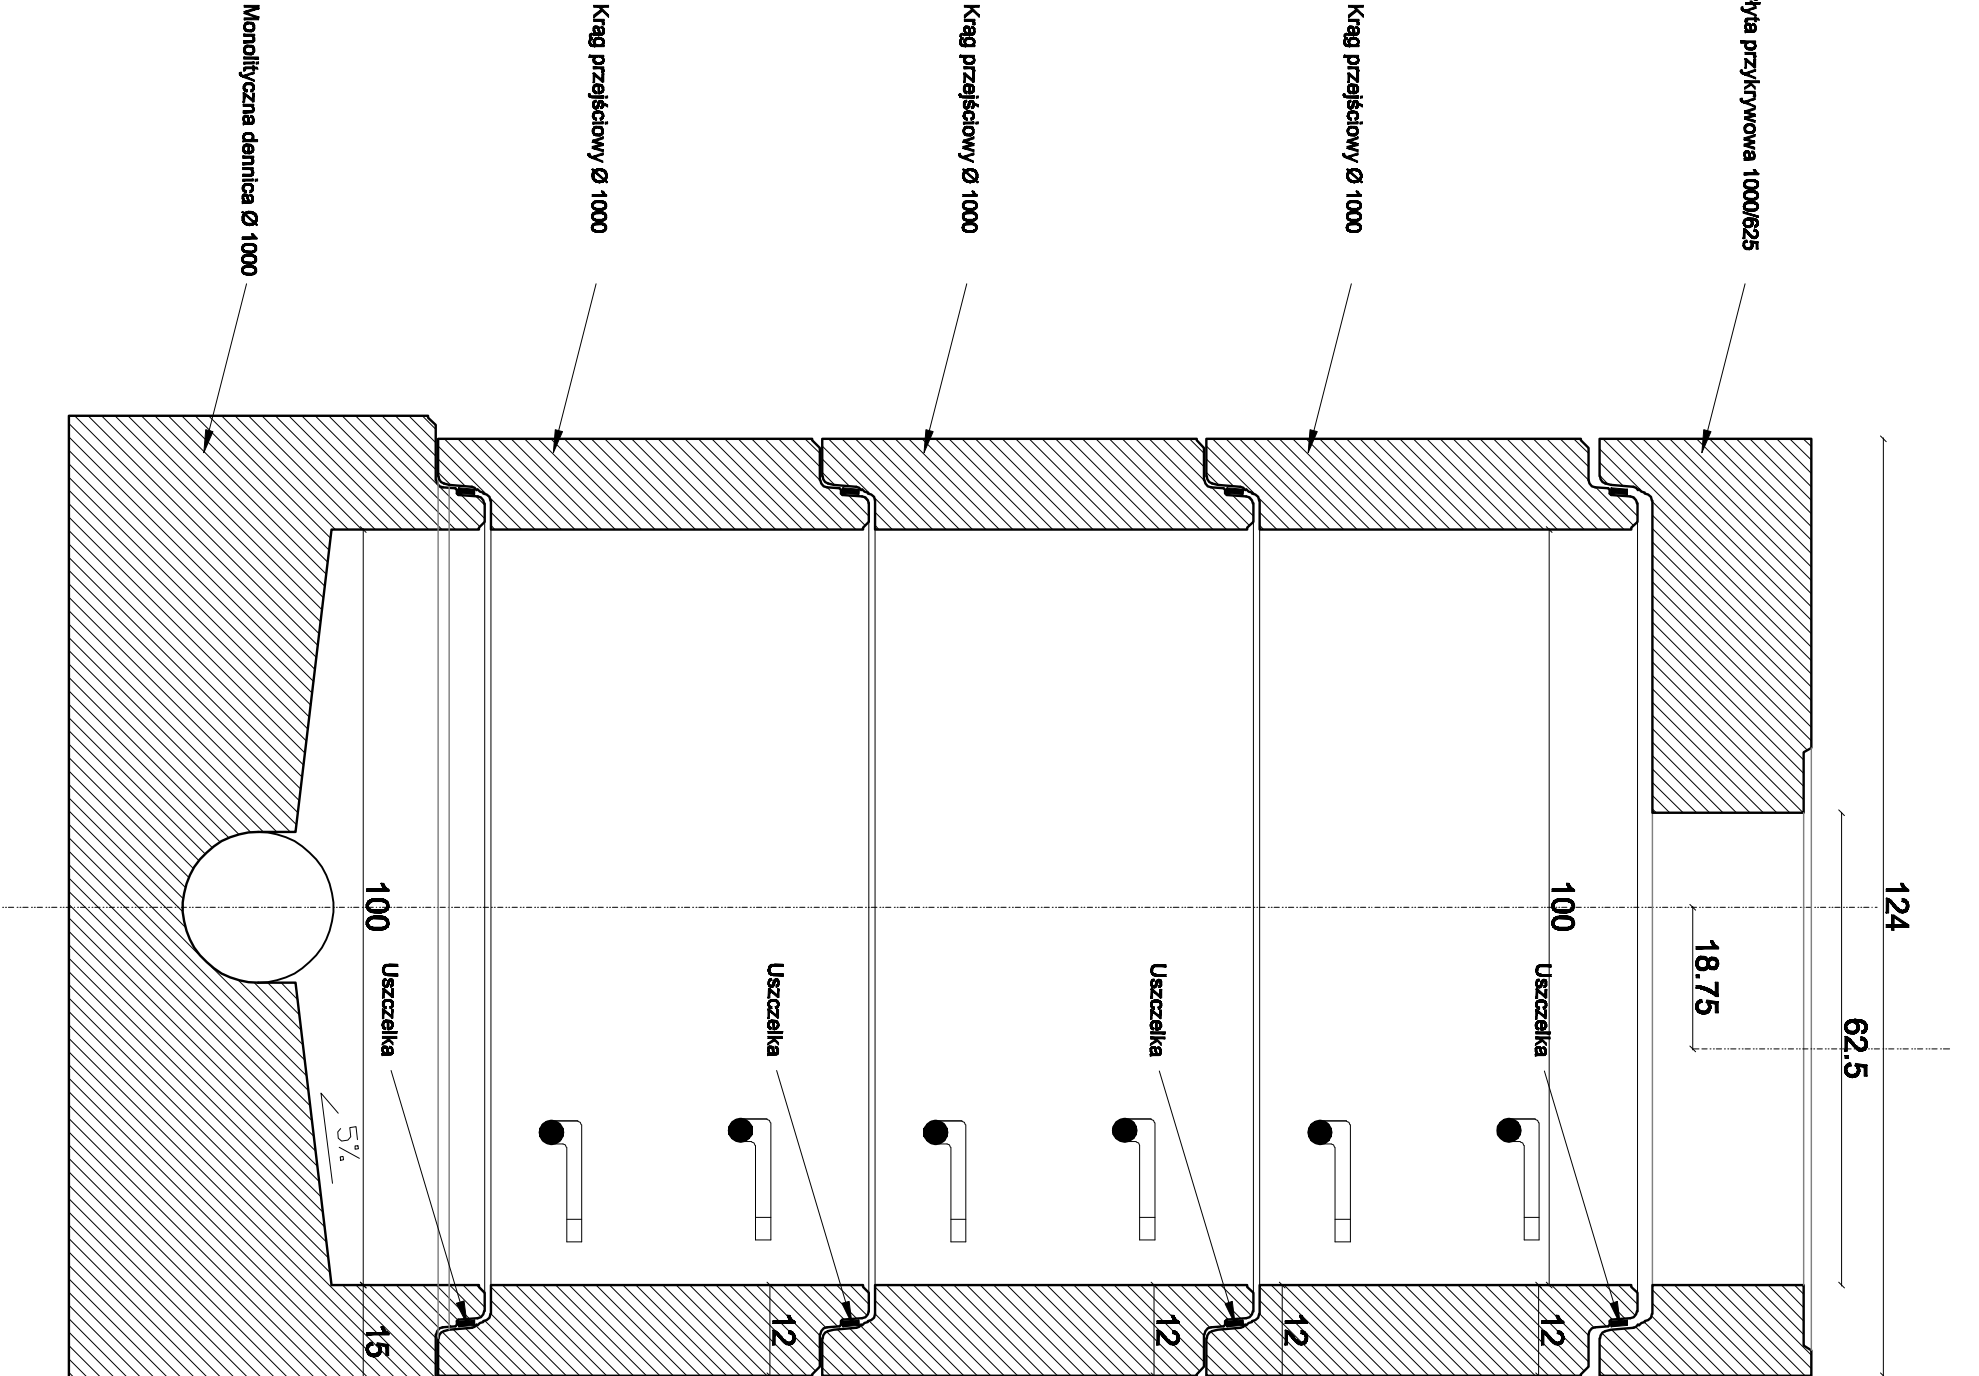 łyta przykrywowa 1000/625
Krąg przejściowy Ø 1000
Krąg przejściowy Ø 1000
Krąg przejściowy Ø 1000
Monolityczna dennica Ø 1000
124
62,5
18.75
100
100
Uszczelka
Uszczelka
Uszczelka
Uszczelka
5%
12
12
12
12
15